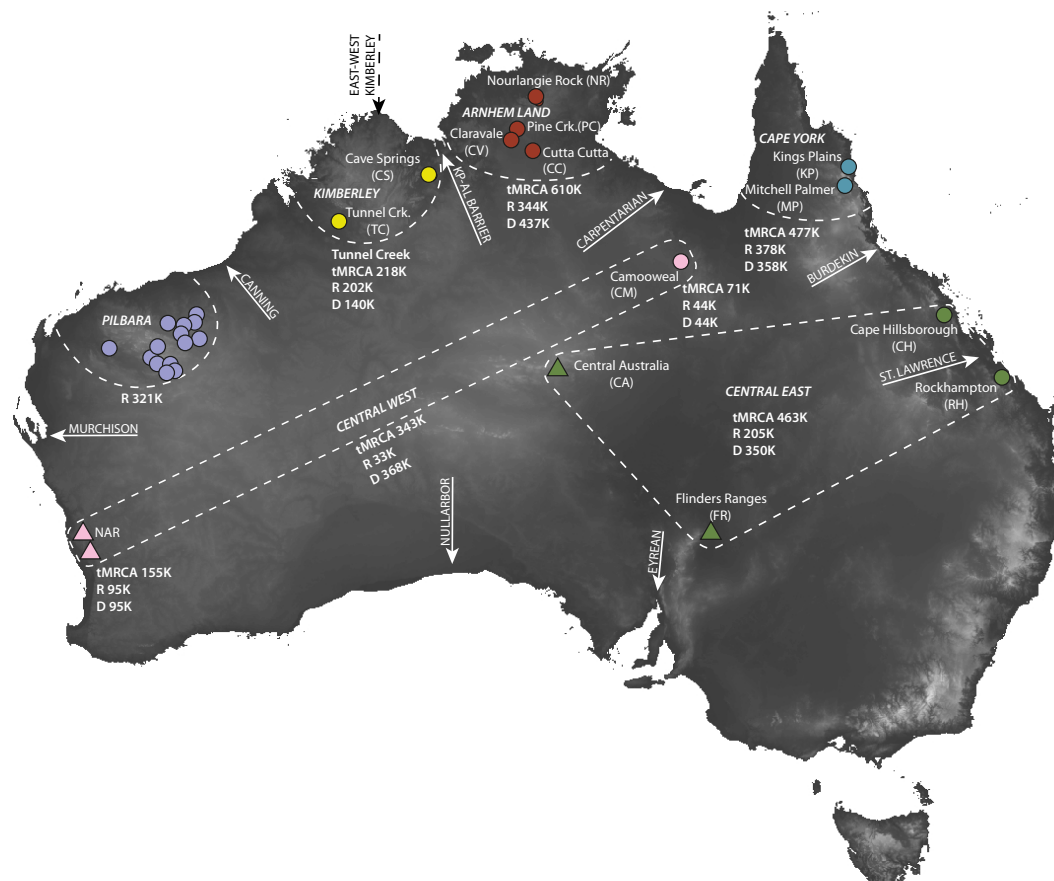 EAST-WEST
KIMBERLEY
Nourlangie Rock (NR)
ARNHEM LAND
Pine Crk.(PC)
Claravale
(CV)
Cutta Cutta
(CC)
tMRCA 610K
R 344K
D 437K
KP-AL BARRIER
Cave Springs
(CS)
KIMBERLEY
Tunnel Crk.
(TC)
Tunnel Creek
tMRCA 218K
R 202K
D 140K
CARPENTARIAN
CAPE YORK
Kings Plains
(KP)
Mitchell Palmer
(MP)
tMRCA 477K
R 378K
D 358K
BURDEKIN
Camooweal
(CM)
tMRCA 71K
R 44K
D 44K
CANNING
PILBARA
R 321K
Cape Hillsborough
(CH)
ST. LAWRENCE
Rockhampton
(RH)
Central Australia
(CA)
CENTRAL EAST
tMRCA 463K
R 205K
D 350K
CENTRAL WEST
tMRCA 343K
R 33K
D 368K
MURCHISON
NULLARBOR
Flinders Ranges
(FR)
EYREAN
NAR
tMRCA 155K
R 95K
D 95K